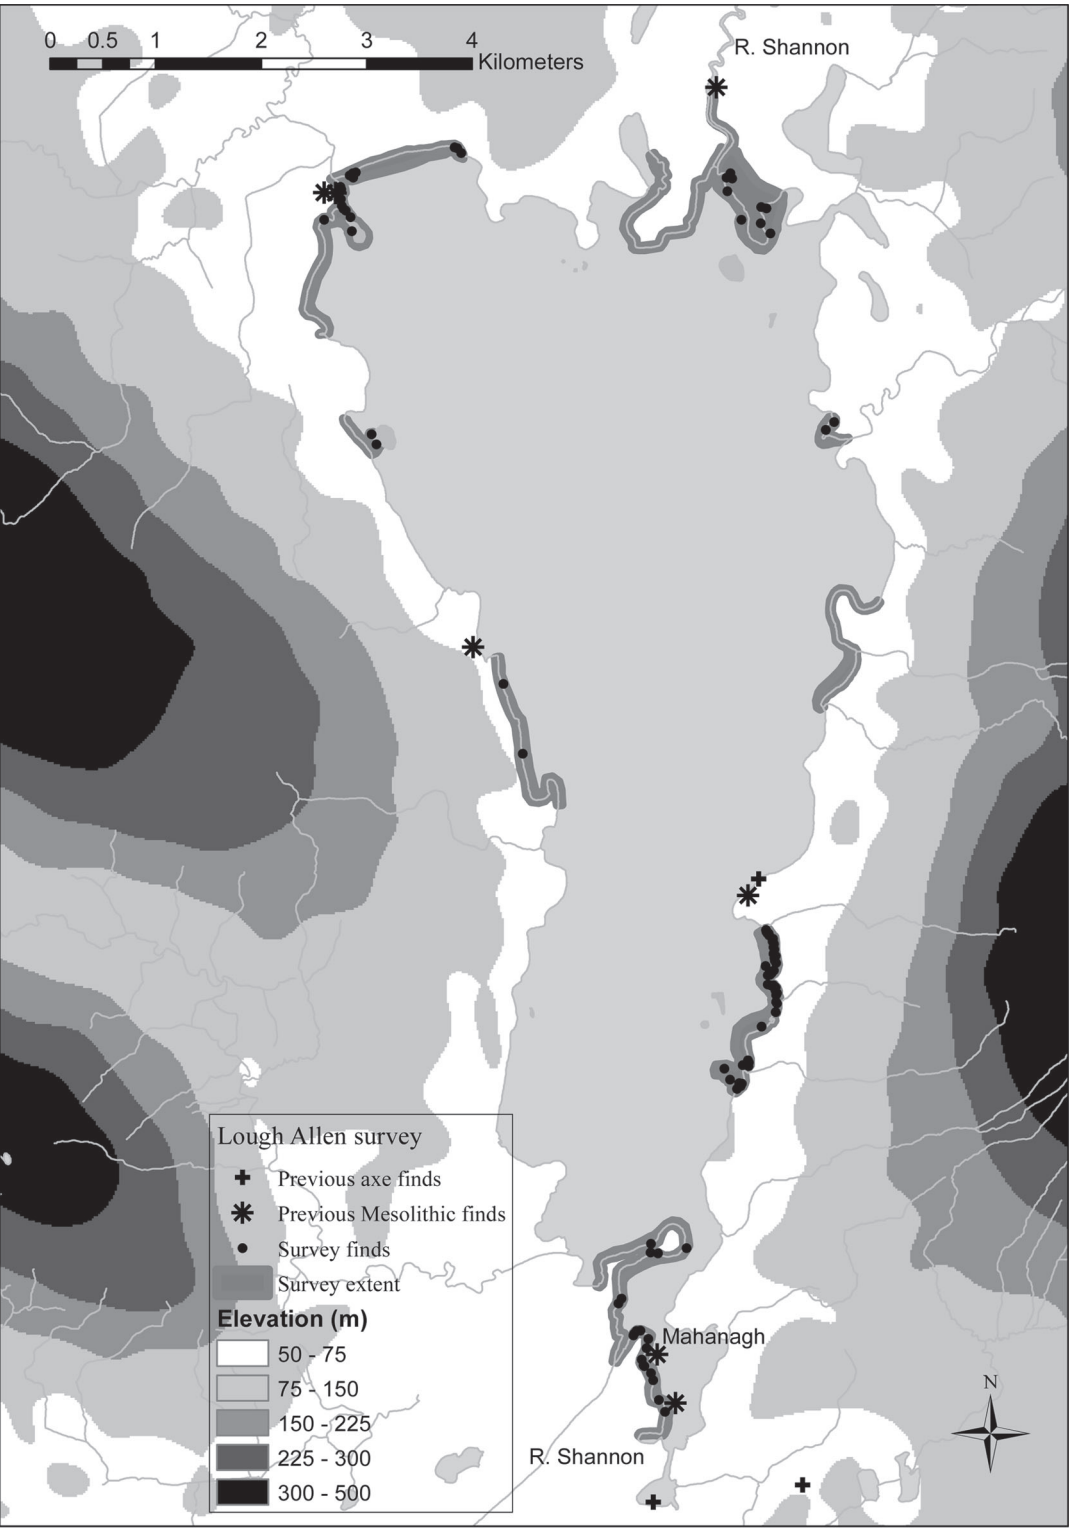 0 0.5 1 2 3 4
Kilometers
R. Shannon
Lough Allen survey
Previous axe finds
Previous Mesolithic finds
Survey finds
Survey extent
Elevation (m)
50 - 75
75 - 150
150 - 225
225 - 300
300 - 500
Mahanagh
R. Shannon
N